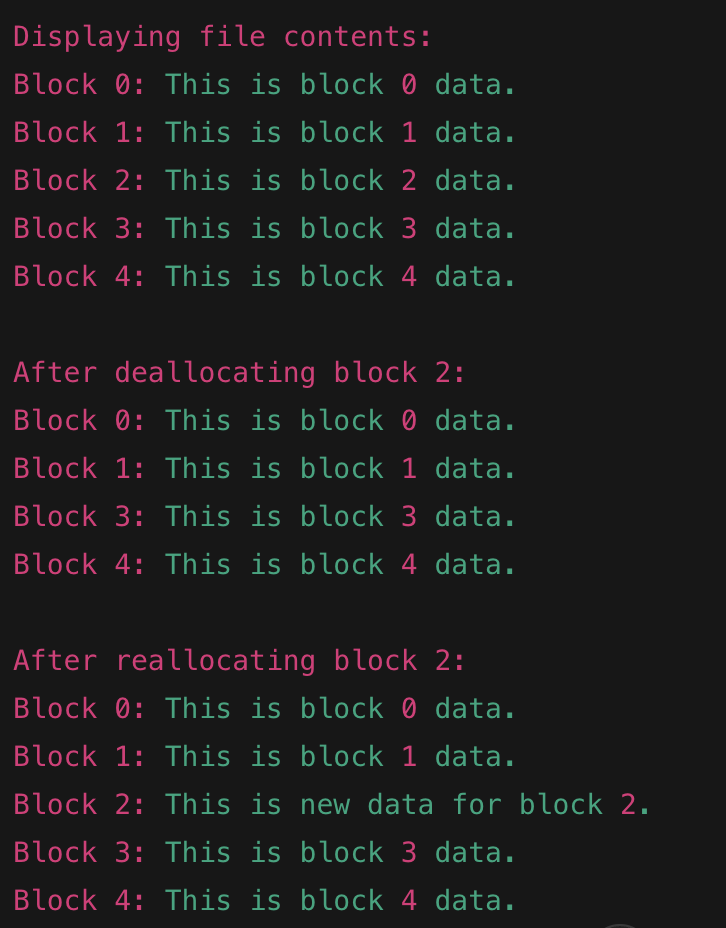 Displaying file contents:
Block 0: This is block 0 data.
Block 1: This is block 1 data.
Block 2: This is block 2 data.
Block 3: This is block 3 data.
Block 4: This is block 4 data.
After deallocating block 2:
Block 0: This is block 0 data.
Block 1: This is block 1 data.
Block 3: This is block 3 data.
Block 4: This is block 4 data.
After reallocating block 2:
Block 0: This is block 0 data.
Block 1: This is block 1 data.
Block 2: This is new data for block 2.
Block 3: This is block 3 data.
Block 4: This is block 4 data.